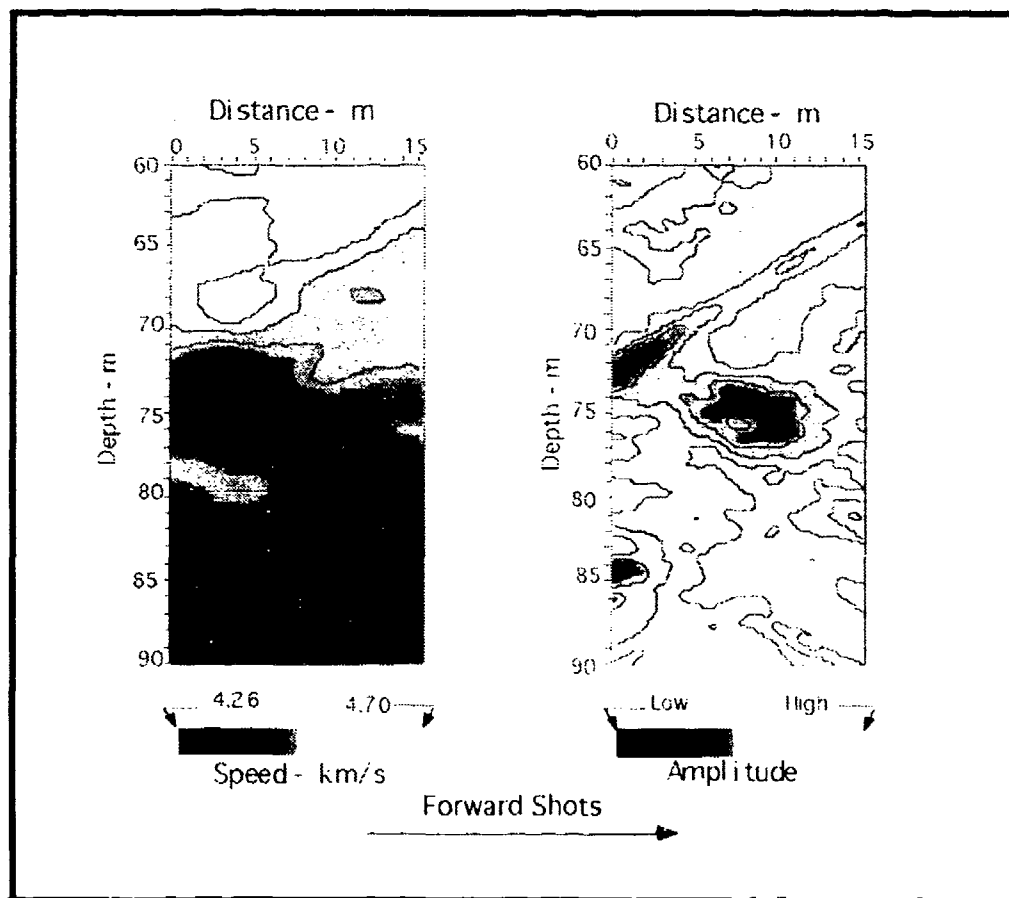 Distance - m
0 5 10 15
60
65
70
75
80
85
90
Depth - m
4.26 4.70
Speed - km/s
Distance - m
0 5 10 15
60
65
70
75
80
85
90
Depth - m
Low High
Amplitude
Forward Shots